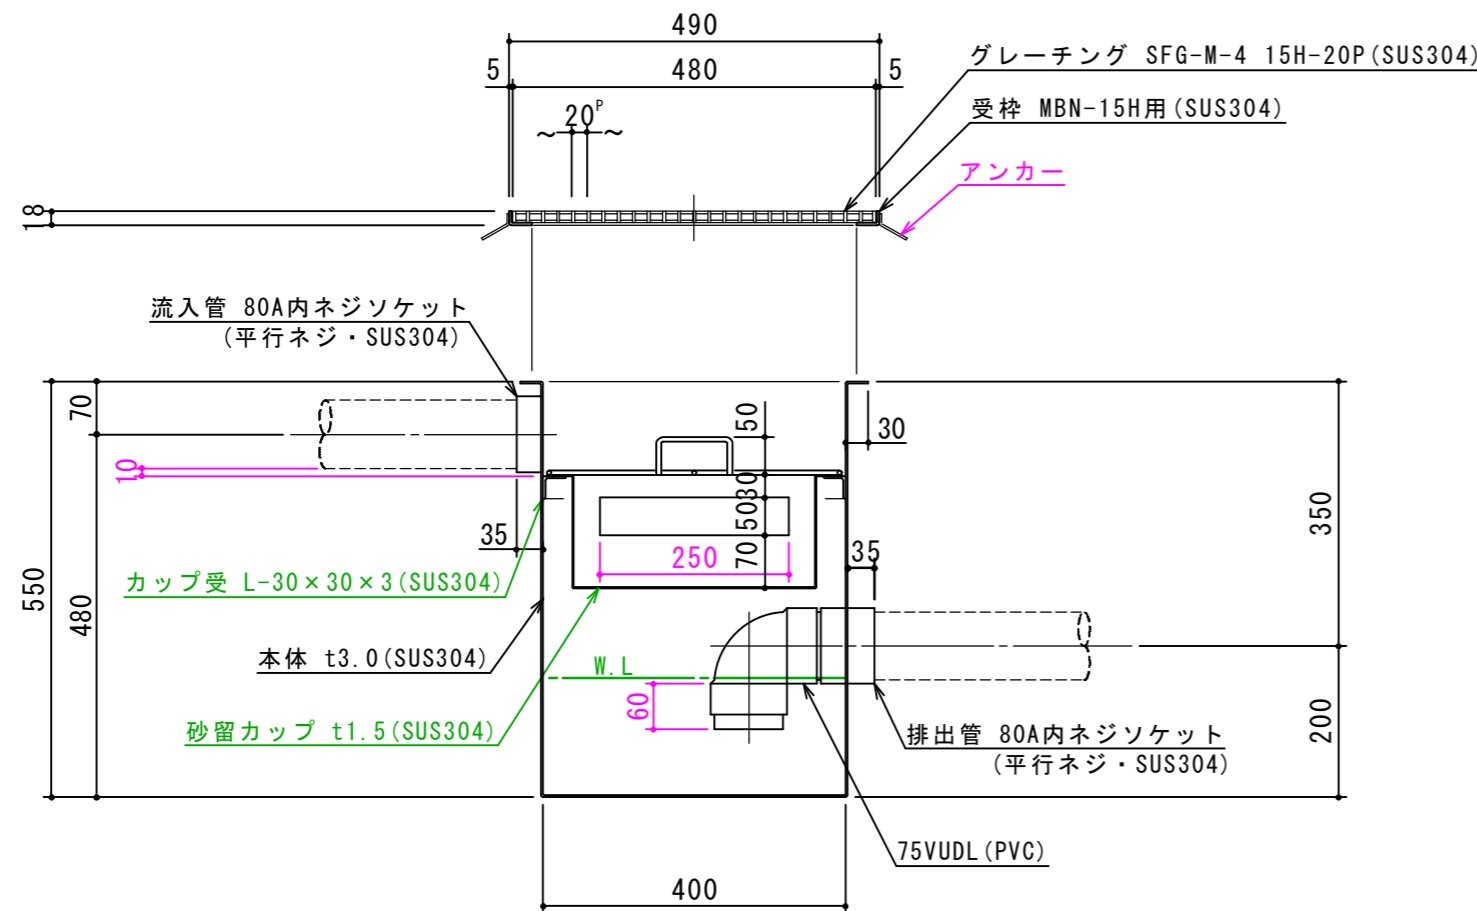 490
5
480
5
グレーチング SFG-M-4 15H-20P(SUS304)
20P
~ ~
受枠 MBN-15H用(SUS304)
アンカー
18
流入管 80A内ネジソケット
(平行ネジ・SUS304)
70
50
30
10
30
50
350
35
250
70
35
カップ受 L-30×30×3(SUS304)
550
480
本体 t3.0(SUS304)
W.L
60
砂留カップ t1.5(SUS304)
排出管 80A内ネジソケット
(平行ネジ・SUS304)
200
75VUDL(PVC)
400